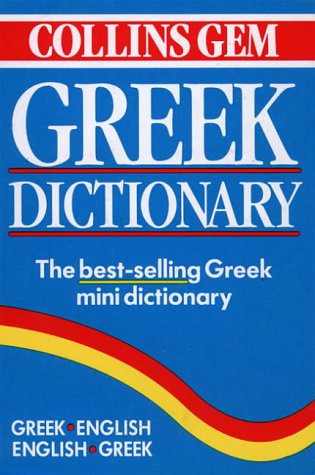 COLLINS GEM
GREEK
DICTIONARY
The best-selling Greek
mini dictionary
GREEK•ENGLISH
ENGLISH•GREEK